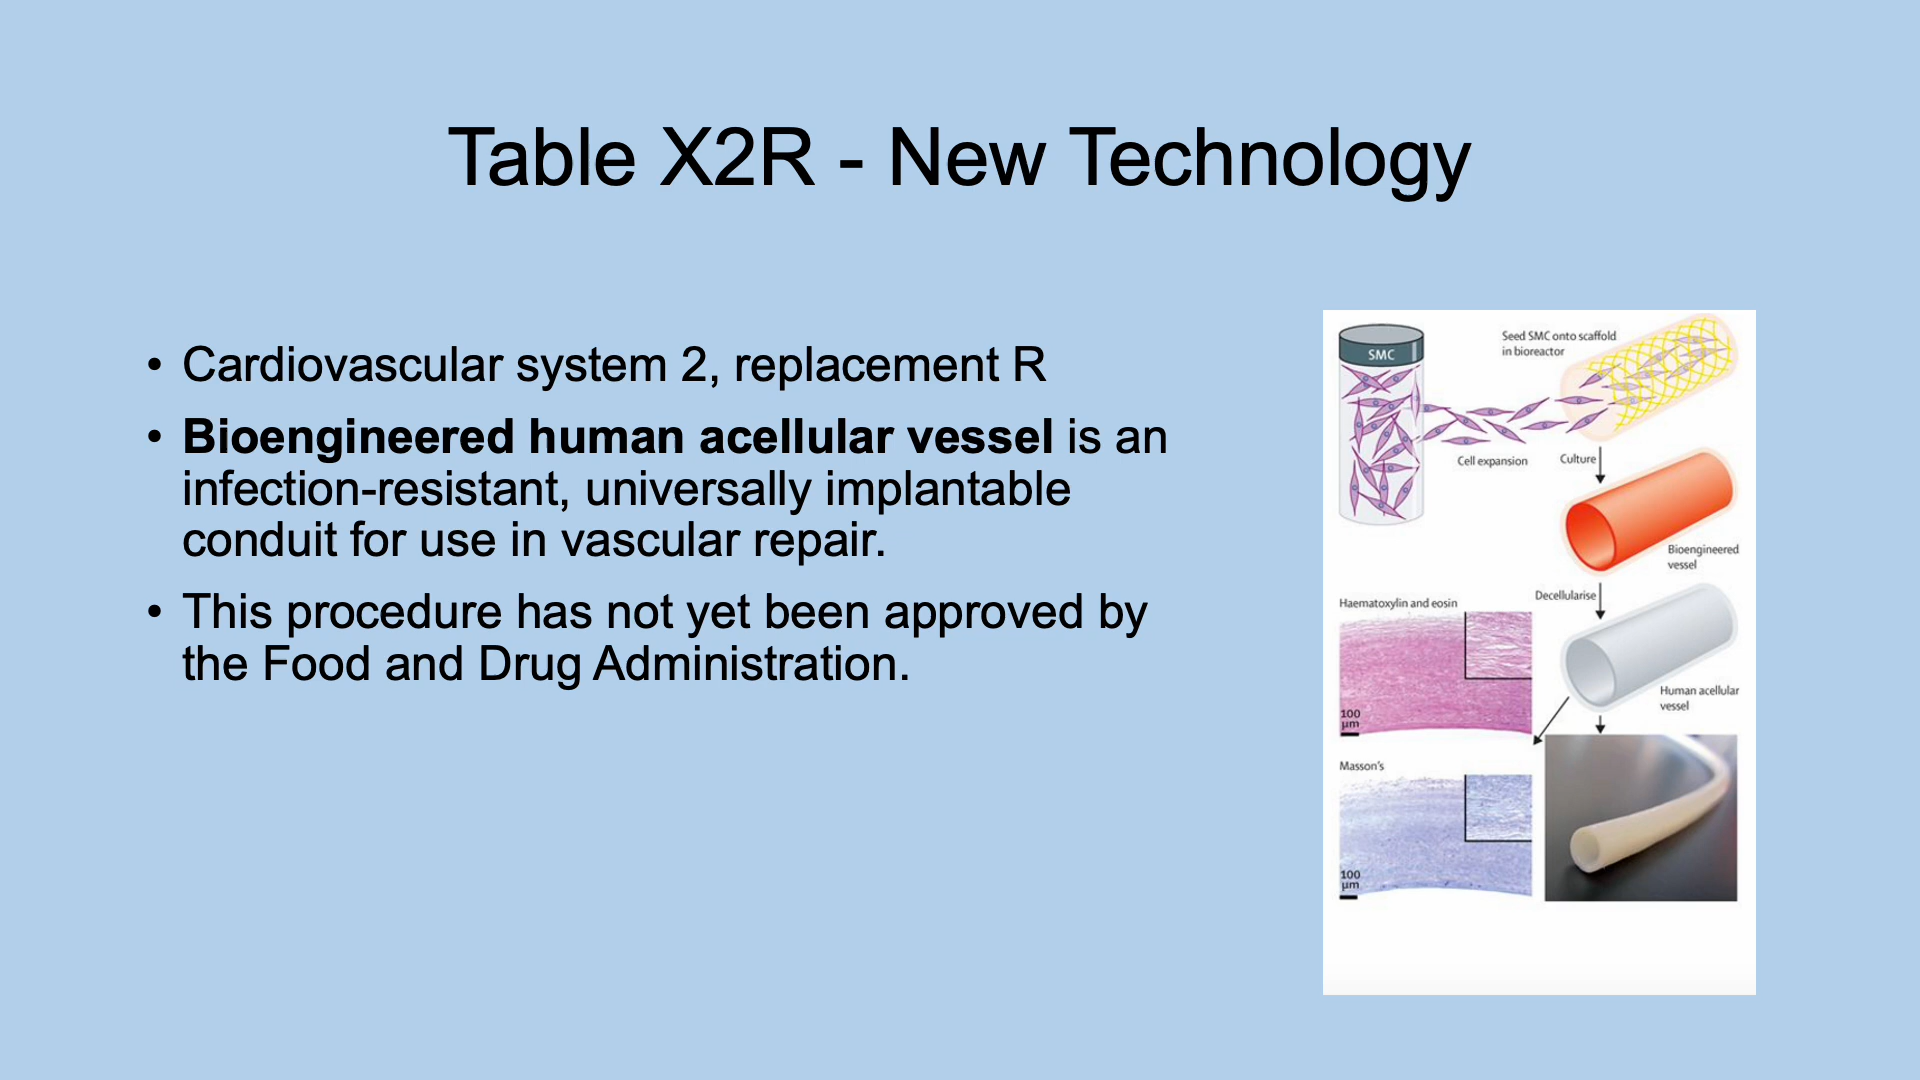 Table X2R - New Technology
• Cardiovascular system 2, replacement R
• Bioengineered human acellular vessel is an
infection-resistant, universally implantable
conduit for use in vascular repair.
• This procedure has not yet been approved by
the Food and Drug Administration.
SMC
Seed SMC onto scaffold
in bioreactor
Cell expansion
Culture
Bioengineered
vessel
Decellularise
Haematoxylin and eosin
100
µm
Human acellular
vessel
Masson's
100
µm